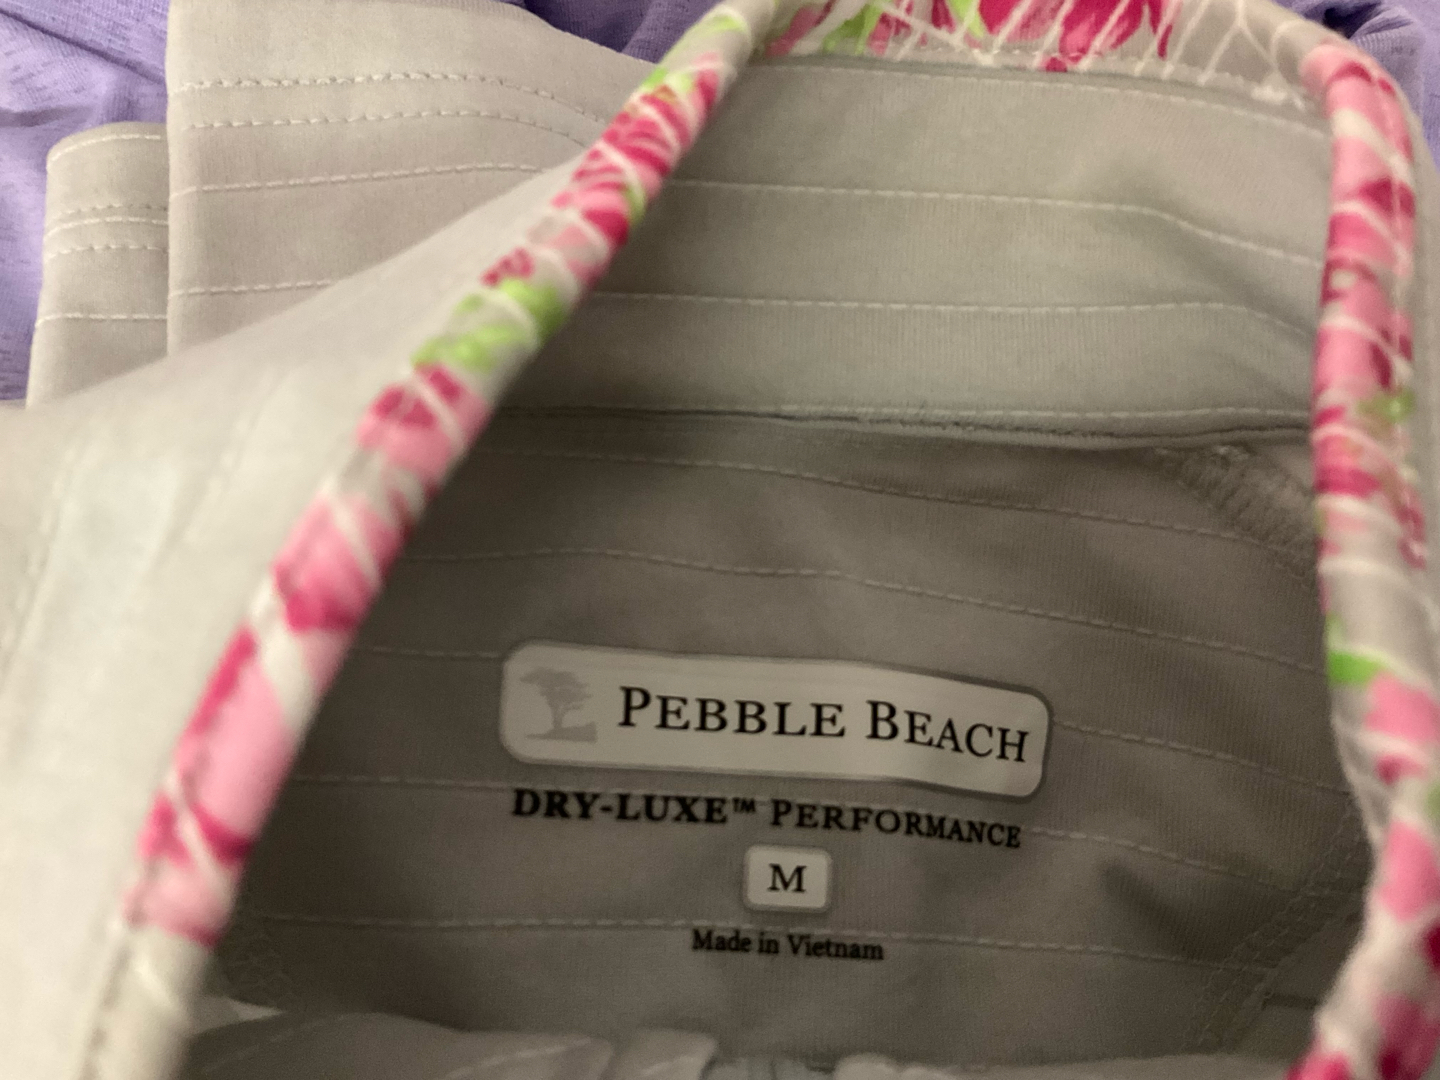 PEBBLE BEACH
DRY-LUXE™ PERFORMANCE
M
Made in Vietnam